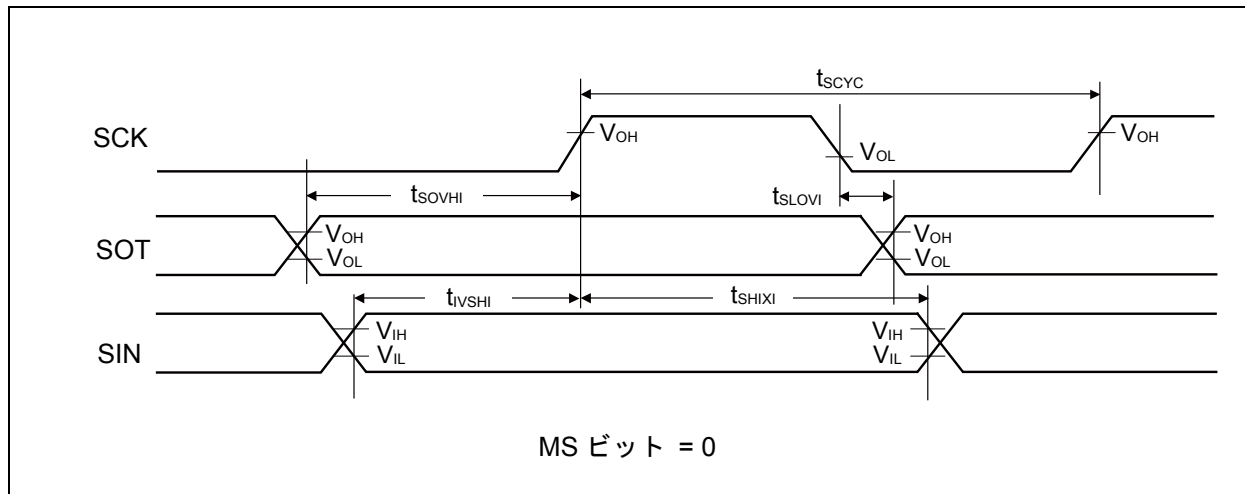 tSCYC
SCK
VOH
VOL
VOH
tSOVHI
tSLOVI
SOT
VOH
VOL
VOH
VOL
tIVSHI
tSHIXI
SIN
VIH
VIL
VIH
VIL
MS ビット = 0